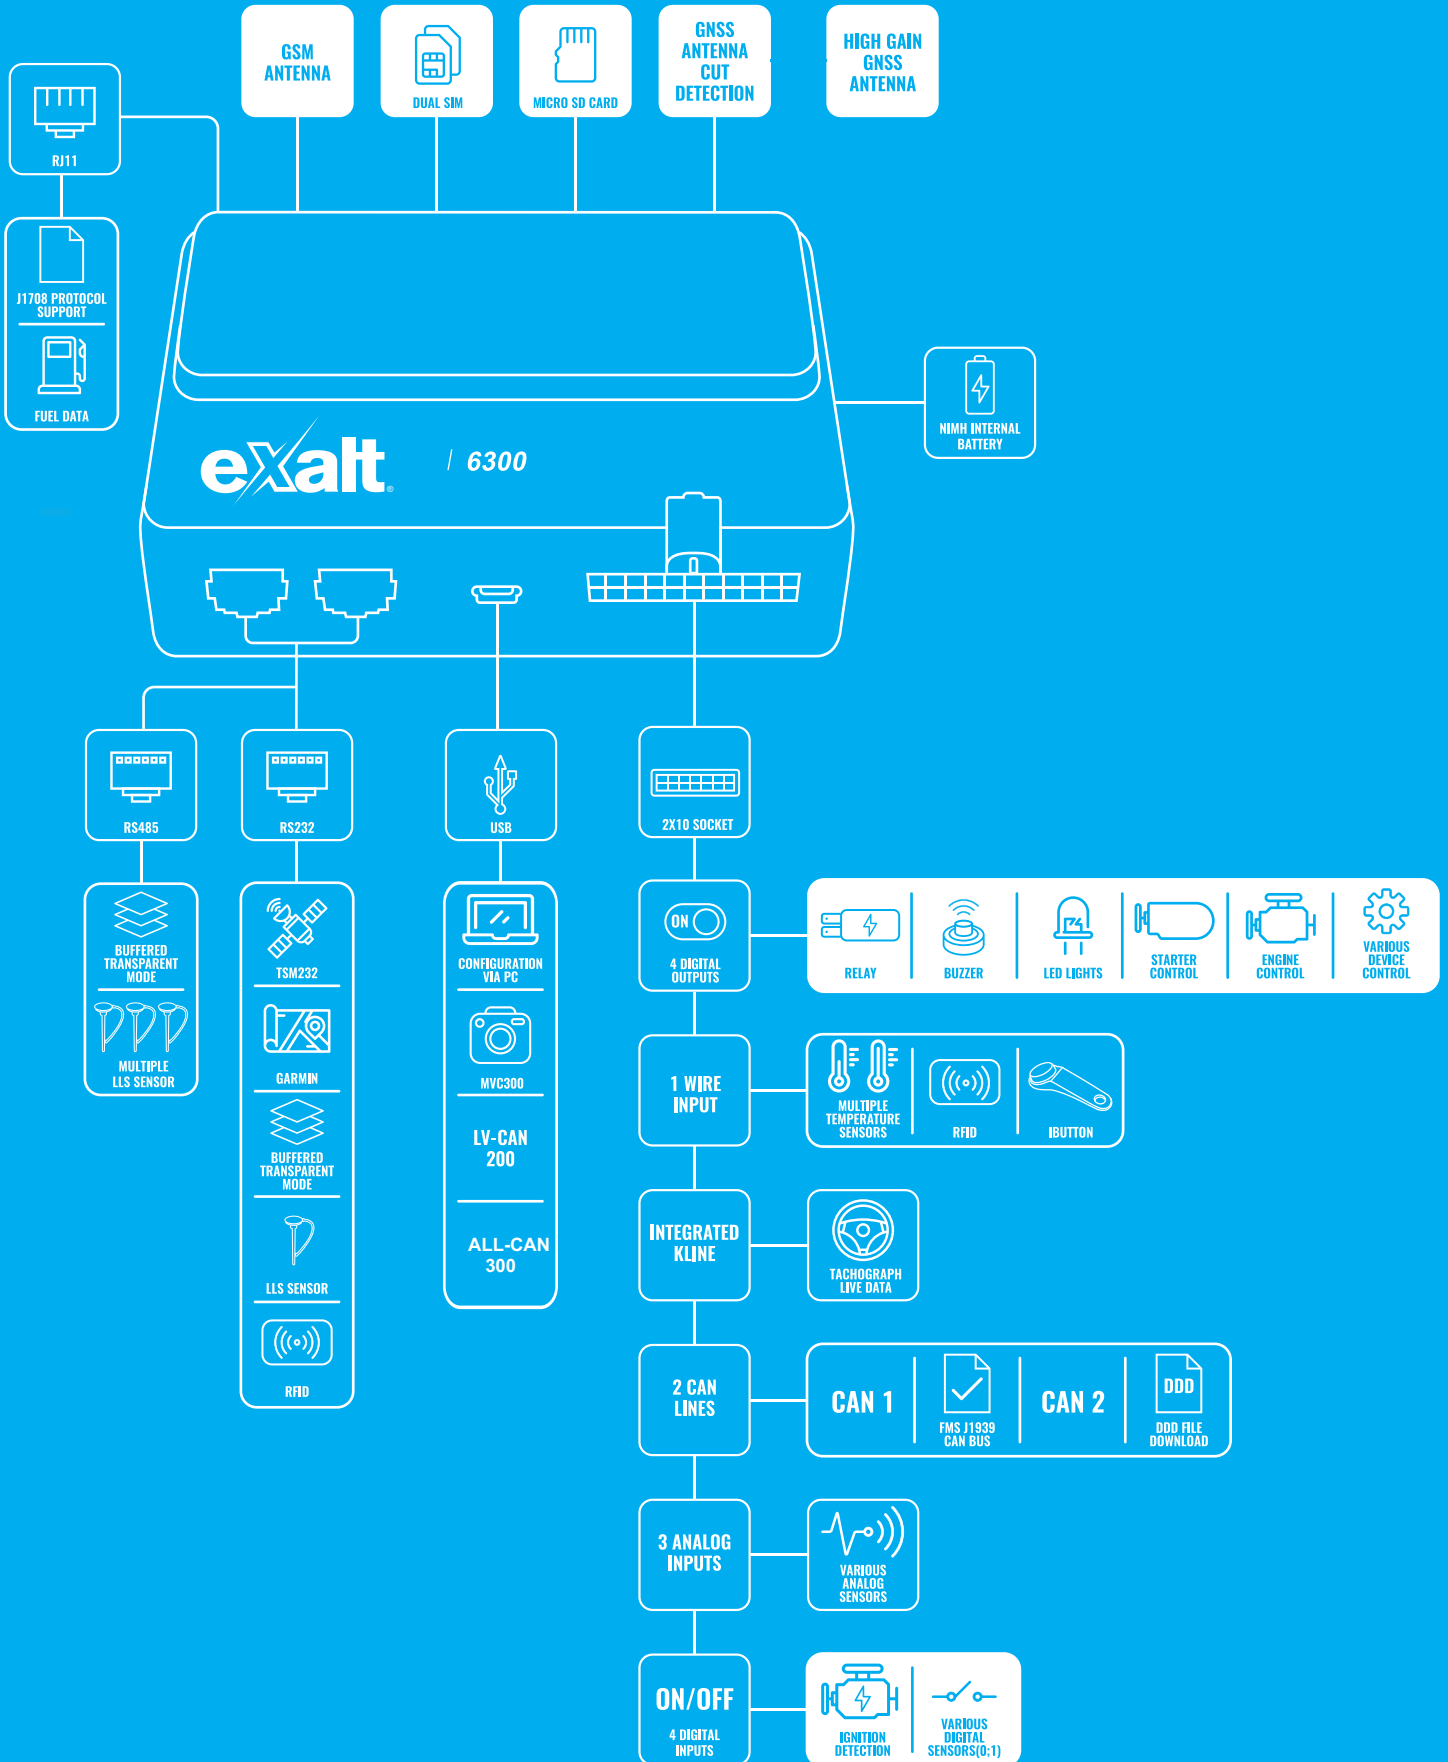 GSM
ANTENNA
DUAL SIM
MICRO SD CARD
GNSS
ANTENNA
CUT
DETECTION
HIGH GAIN
GNSS
ANTENNA
RJ11
J1708 PROTOCOL
SUPPORT
FUEL DATA
NIMH INTERNAL
BATTERY
eXalt® / 6300
RS485
RS232
USB
2X10 SOCKET
BUFFERED
TRANSPARENT
MODE
MULTIPLE
LLS SENSOR
TSM232
GARMIN
BUFFERED
TRANSPARENT
MODE
LLS SENSOR
RFID
CONFIGURATION
VIA PC
MVC300
LV-CAN
200
ALL-CAN
300
ON
4 DIGITAL
OUTPUTS
RELAY
BUZZER
LED LIGHTS
STARTER
CONTROL
ENGINE
CONTROL
VARIOUS
DEVICE
CONTROL
1 WIRE
INPUT
MULTIPLE
TEMPERATURE
SENSORS
RFID
IBUTTON
INTEGRATED
KLINE
TACHOGRAPH
LIVE DATA
2 CAN
LINES
CAN 1
FMS J1939
CAN BUS
CAN 2
DDD
DDD FILE
DOWNLOAD
3 ANALOG
INPUTS
VARIOUS
ANALOG
SENSORS
ON/OFF
4 DIGITAL
INPUTS
IGNITION
DETECTION
VARIOUS
DIGITAL
SENSORS(0;1)